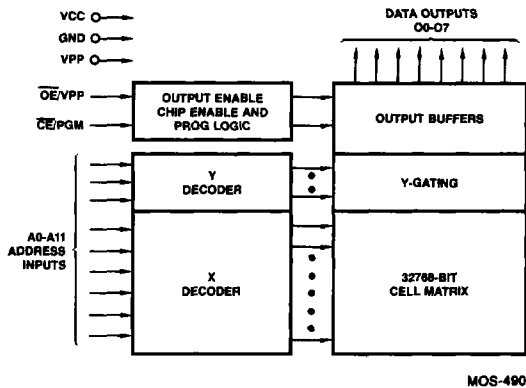 VCC
GND
VPP
DATA OUTPUTS
O0-O7
OE/VPP
CE/PGM
OUTPUT ENABLE
CHIP ENABLE AND
PROG LOGIC
OUTPUT BUFFERS
Y
DECODER
Y-GATING
A0-A11
ADDRESS
INPUTS
X
DECODER
32768-BIT
CELL MATRIX
MOS-490